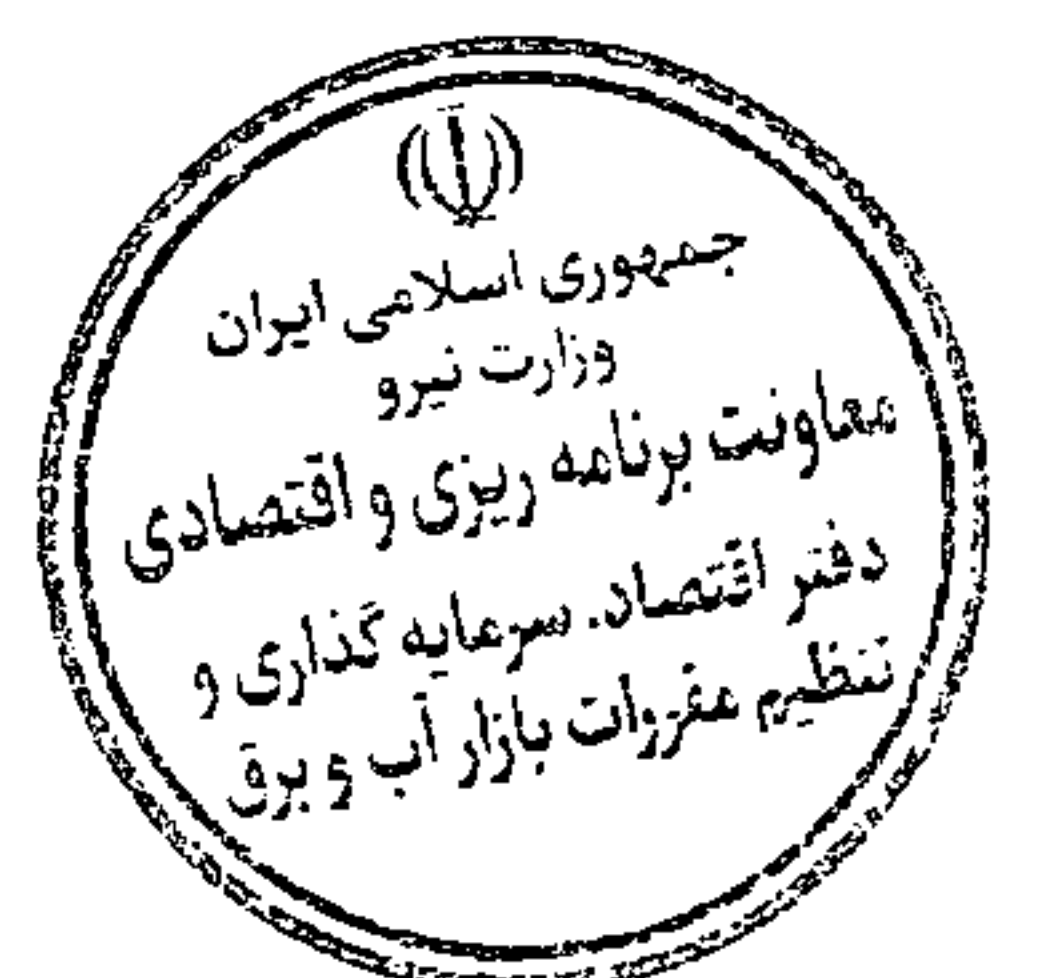 جمهوری اسلامی ایران
وزارت نیرو
معاونت برنامه ریزی و اقتصادی
دفتر اقتصاد، سرمایه گذاری و
تنظیم مقررات بازار آب و برق